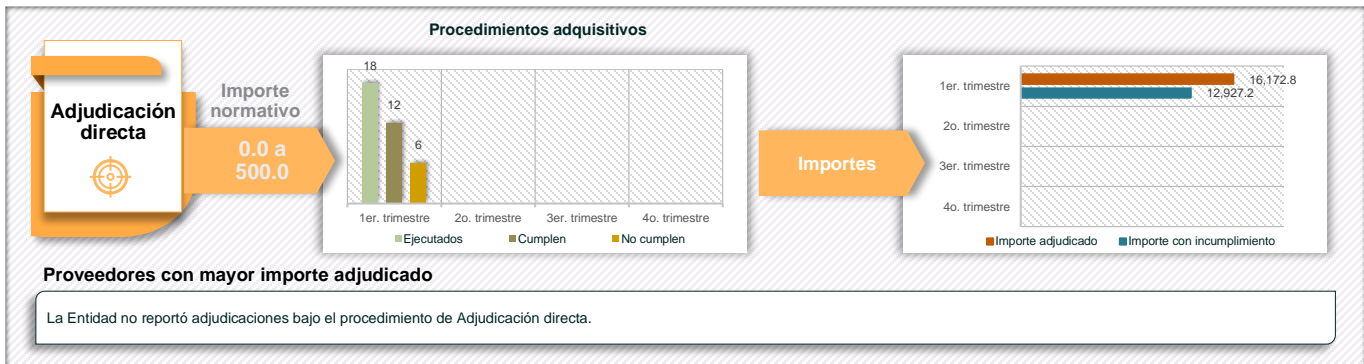 Procedimientos adquisitivos
Adjudicación
directa
Importe
normativo
0.0 a
500.0
18
12
6
1er. trimestre
2o. trimestre
3er. trimestre
4o. trimestre
Ejecutados
Cumplen
No cumplen
Importes
1er. trimestre
16,172.8
12,927.2
2o. trimestre
3er. trimestre
4o. trimestre
Importe adjudicado
Importe con incumplimiento
Proveedores con mayor importe adjudicado
La Entidad no reportó adjudicaciones bajo el procedimiento de Adjudicación directa.